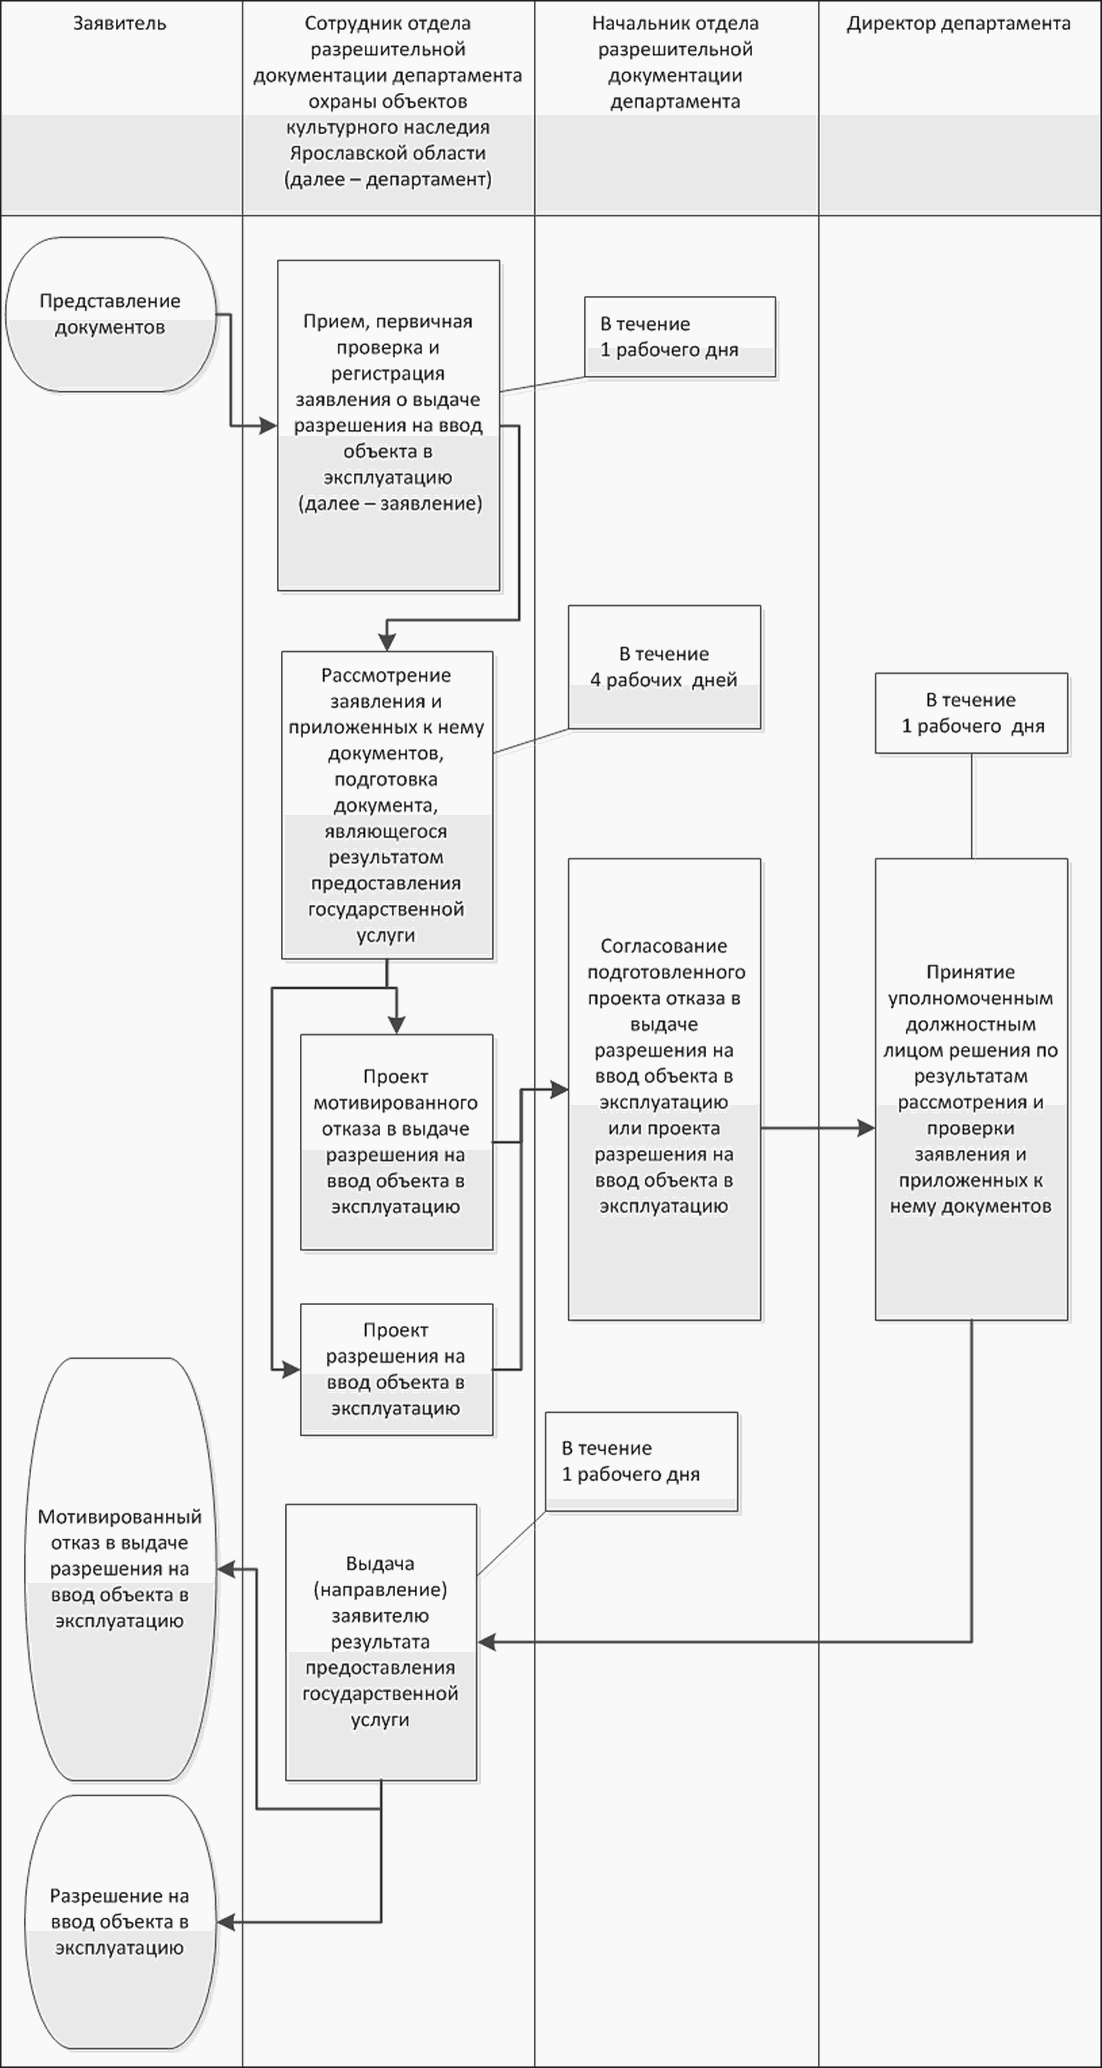 Заявитель
Сотрудник отдела
разрешительной
документации департамента
охраны объектов
культурного наследия
Ярославской области
(далее – департамент)
Начальник отдела
разрешительной
документации
департамента
Директор департамента
Представление
документов
Прием, первичная
проверка и
регистрация
заявления о выдаче
разрешения на ввод
объекта в
эксплуатацию
(далее – заявление)
В течение
1 рабочего дня
Рассмотрение
заявления и
приложенных к нему
документов,
подготовка
документа,
являющегося
результатом
предоставления
государственной
услуги
В течение
4 рабочих  дней
В течение
1 рабочего  дня
Проект
мотивированного
отказа в выдаче
разрешения на
ввод объекта в
эксплуатацию
Согласование
подготовленного
проекта отказа в
выдаче
разрешения на
ввод объекта в
эксплуатацию
или проекта
разрешения на
ввод объекта в
эксплуатацию
Принятие
уполномоченным
должностным
лицом решения по
результатам
рассмотрения и
проверки
заявления и
приложенных к
нему документов
Проект
разрешения на
ввод объекта в
эксплуатацию
В течение
1 рабочего дня
Мотивированный
отказ в выдаче
разрешения на
ввод объекта в
эксплуатацию
Выдача
(направление)
заявителю
результата
предоставления
государственной
услуги
Разрешение на
ввод объекта в
эксплуатацию